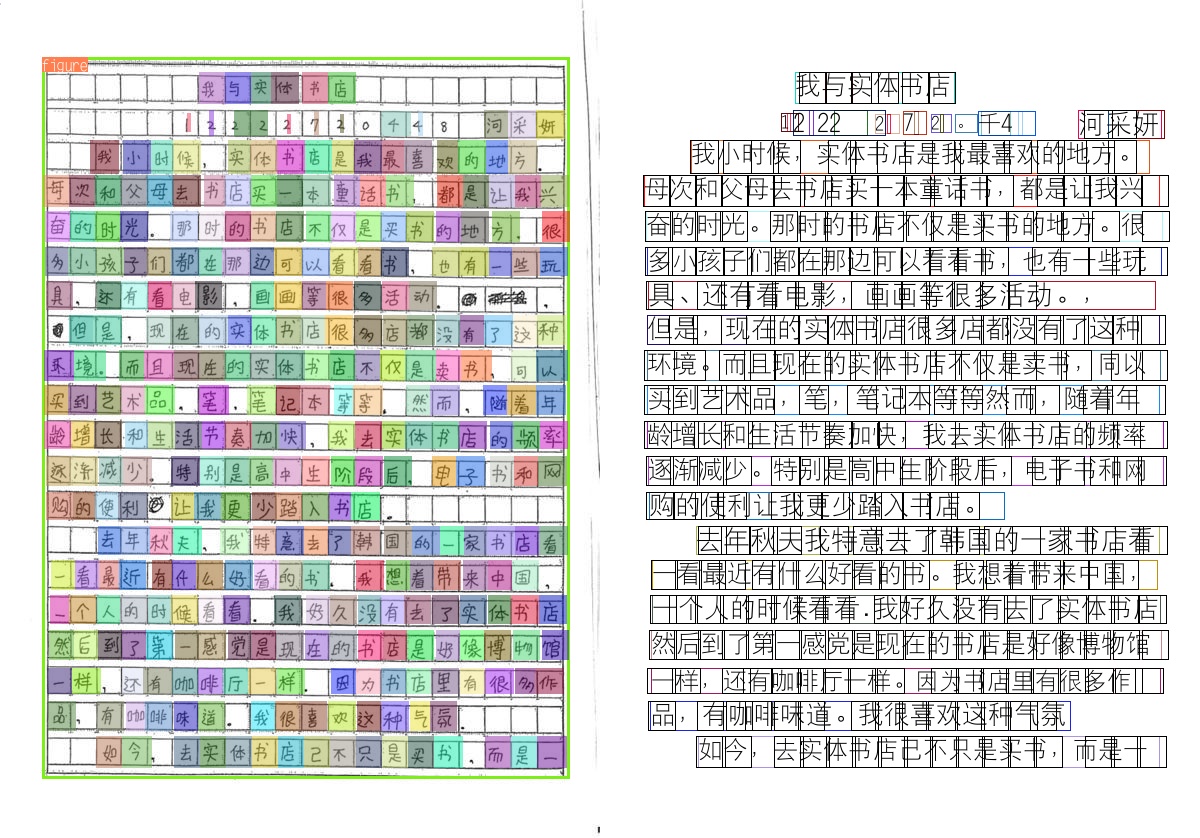 figure
我与实体书店
12222720448 河采妍
我小时候，实体书店是我最喜欢的地方。
每次和父母去书店买一本童话书，都是让我兴
奋的时光。那时的书店不仅是买书的地方。很
多小孩子们都在那边可以看看书，也有一些玩
具，还有看电影，画画等很多活动。
但是，现在的实体书店很多店都没有了这种
环境。而且现在的实体书店不仅是卖书，可以
买到艺术品，笔，笔记本等等。然而，随着年
龄增长和生活节奏加快，我去实体书店的频率
逐渐减少。特别是高中生阶段后，电子书和网
购的便利让我更少踏入书店。
去年秋天，我特意去了韩国的一家书店看
一看最近有什么好看的书。我想着带来中国，
一个人的时候看看。我好久没有去了实体书店
然后到了第一感觉是现在的书店是好像博物馆
一样，还有咖啡厅一样。因为书店里有很多作
品，有咖啡味道。我很喜欢这种气氛。
如今，去实体书店已不只是买书，而是一
我与实体书店
12 22 2 7 2 。千4 河采妍
我小时候，实体书店是我最喜欢的地方。
母次和父母去书店买十本童话书，都是让我兴
奋的时光。那时的书店不仅是买书的地方。很
多小孩子们都在那边可以看看书，也有十些玩
具、还有看电影，画画等很多活动。，
但是，现在的实体书店很多店都没有了这种
环境。而且现在的实体书店不仅是卖书，同以
买到艺术品，笔，笔记本等等然而，随着年
龄增长和生活节奏加快，我去实体书店的频率
逐渐减少。特别是高中生阶段后，电子书和网
购的便利让我更少踏入书店。
去年秋夫我特意去了韩国的一家书店看
一看最近有什么好看的书。我想着带来中国，
十个人的时候看看.我好久没有去了实体书店
然后到了第一感觉是现在的书店是好像博物馆
一样，还有咖啡厅一样。因为书店里有很多作
品，有咖啡味道。我很喜欢这种气氛
如今，去实体书店已不只是买书，而是十